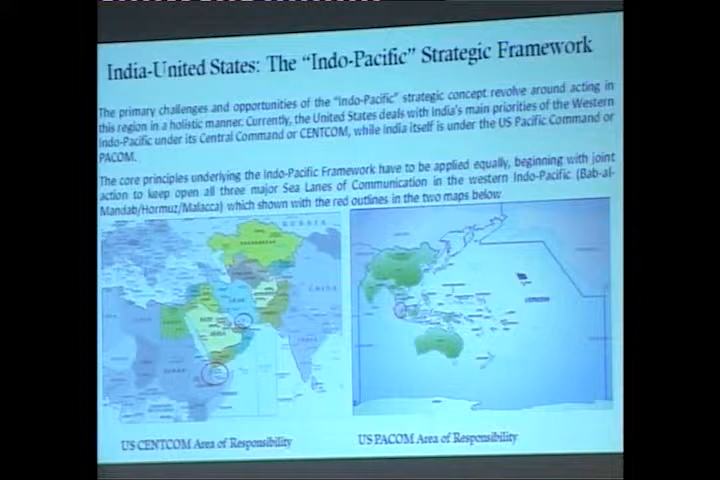 India-United States: The “Indo-Pacific” Strategic Framework
The primary challenges and opportunities of the “Indo-Pacific” strategic concept revolve around acting in
this region in a holistic manner. Currently, the United States deals with India's main priorities of the Western
Indo-Pacific under its Central Command or CENTCOM, while India itself is under the US Pacific Command or
PACOM.
The core principles underlying the Indo-Pacific Framework have to be applied equally, beginning with joint
action to keep open all three major Sea Lanes of Communication in the western Indo-Pacific (Bab-al-
Mandab/Hormuz/Malacca) which shown with the red outlines in the two maps below
RUSSIA
KAZAKHSTAN
CHINA
IRAN
INDIA
US CENTCOM Area of Responsibility
US PACOM Area of Responsibility